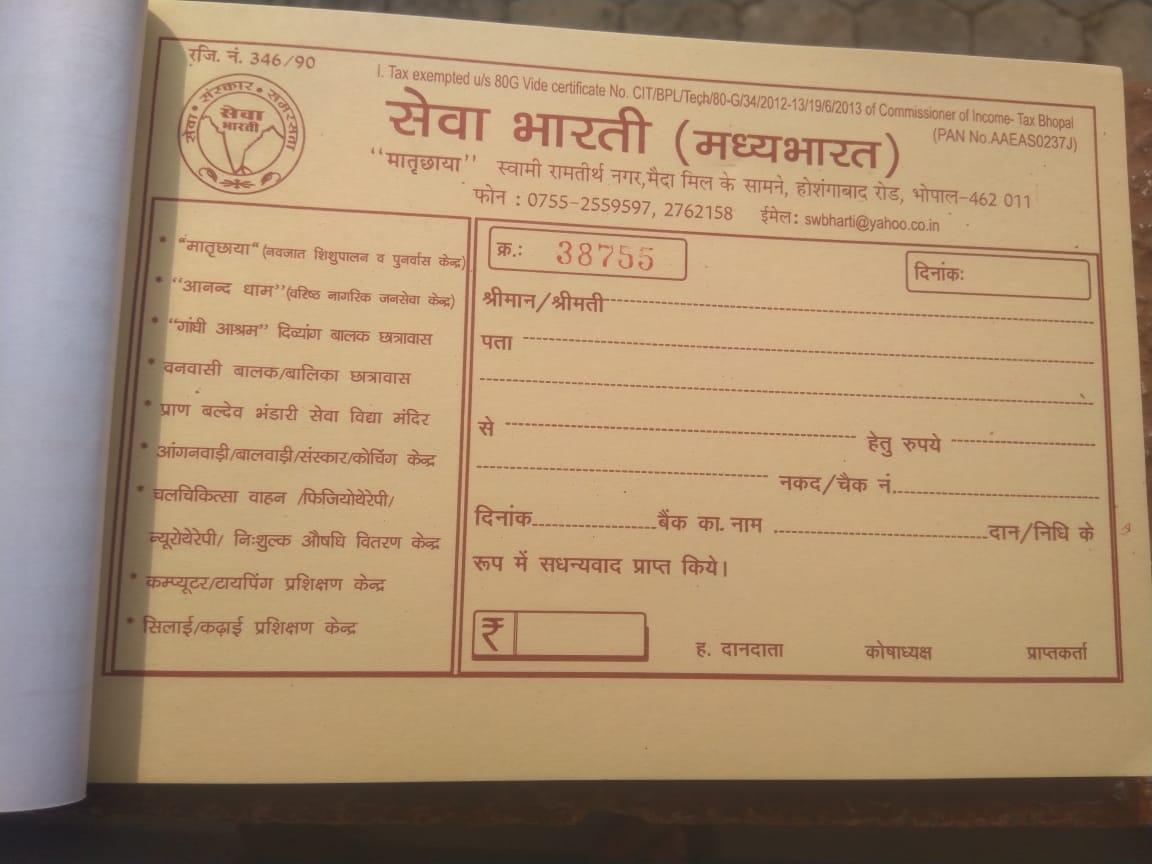 रजि. नं. 346/90
I. Tax exempted u/s 80G Vide certificate No. CIT/BPL/Tech/80-G/34/2012-13/19/6/2013 of Commissioner of Income- Tax Bhopal
(PAN No.AAEAS0237J)
सेवा • संस्कार • समरसता
सेवा
भारती
सेवा भारती (मध्यभारत)
"मातृछाया" स्वामी रामतीर्थ नगर,मैदा मिल के सामने, होशंगाबाद रोड, भोपाल-462 011
फोन : 0755-2559597, 2762158 ईमेल: swbharti@yahoo.co.in
* "मातृछाया" (नवजात शिशुपालन व पुनर्वास केन्द्र)
* "आनन्द धाम" (वरिष्ठ नागरिक जनसेवा केन्द्र)
* "गांधी आश्रम" दिव्यांग बालक छात्रावास
* वनवासी बालक/बालिका छात्रावास
* प्राण बल्देव भंडारी सेवा विद्या मंदिर
* आंगनवाड़ी/बालवाड़ी/संस्कार/कोचिंग केन्द्र
* चलचिकित्सा वाहन /फिजियोथेरेपी/
न्यूरोथेरेपी/ निःशुल्क औषधि वितरण केन्द्र
* कम्प्यूटर/टायपिंग प्रशिक्षण केन्द्र
* सिलाई/कढ़ाई प्रशिक्षण केन्द्र
क्र.: 38755
दिनांक:
श्रीमान/श्रीमती
पता
से हेतु रुपये
नकद/चैक नं.
दिनांक बैंक का. नाम दान/निधि के
रूप में सधन्यवाद प्राप्त किये।
₹
ह. दानदाता कोषाध्यक्ष प्राप्तकर्ता